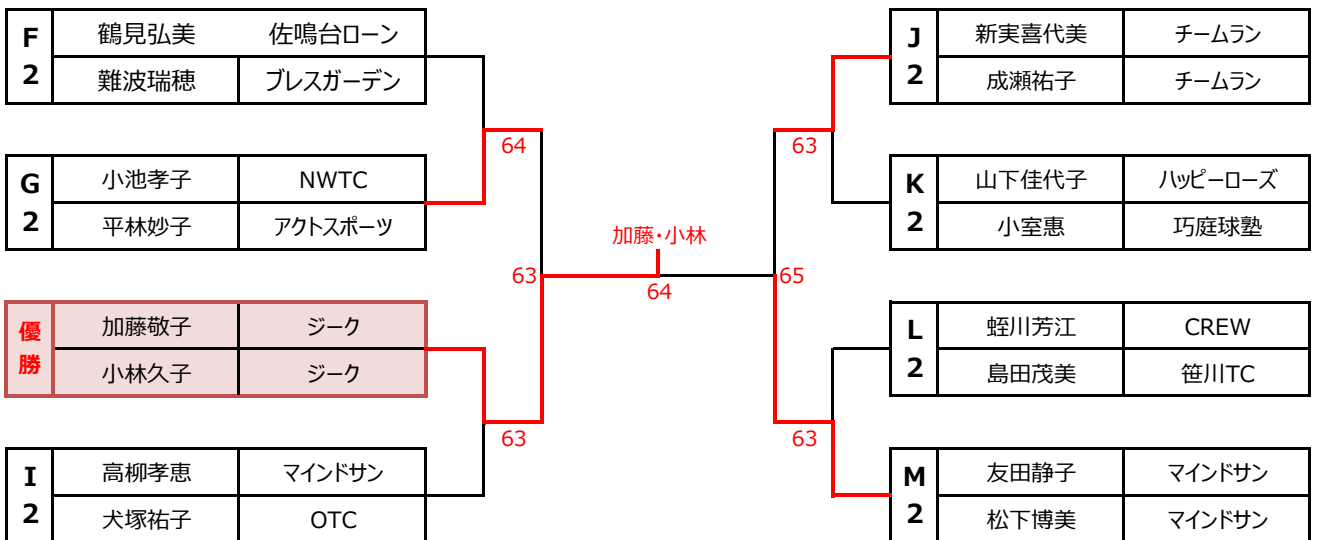 F 鶴見弘美 佐鳴台ローン
2 難波瑞穂 ブレスガーデン
64
G 小池孝子 NWTC
2 平林妙子 アクトスポーツ
63
優 加藤敬子 ジーク
勝 小林久子 ジーク
63
I 高柳孝恵 マインドサン
2 犬塚祐子 OTC
加藤・小林
64
J 新実喜代美 チームラン
2 成瀬祐子 チームラン
63
K 山下佳代子 ハッピーローズ
2 小室惠 巧庭球塾
65
L 蛭川芳江 CREW
2 島田茂美 笹川TC
63
M 友田静子 マインドサン
2 松下博美 マインドサン